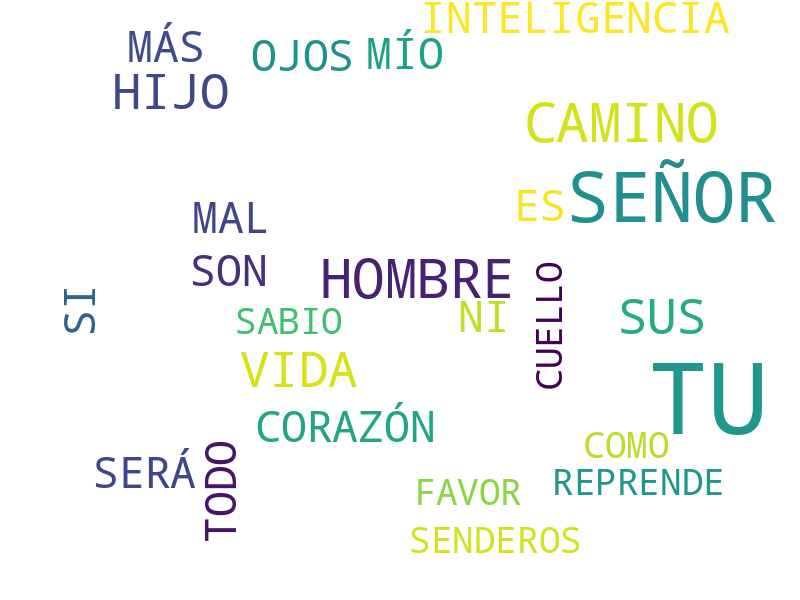 INTELIGENCIA
MÁS
OJOS MÍO
HIJO
CAMINO
SEÑOR
ES
MAL
SON
HOMBRE
CUELLO
SI
SABIO
NI
SUS
VIDA
TU
CORAZÓN
COMO
SERÁ
TODO
REPRENDE
FAVOR
SENDEROS